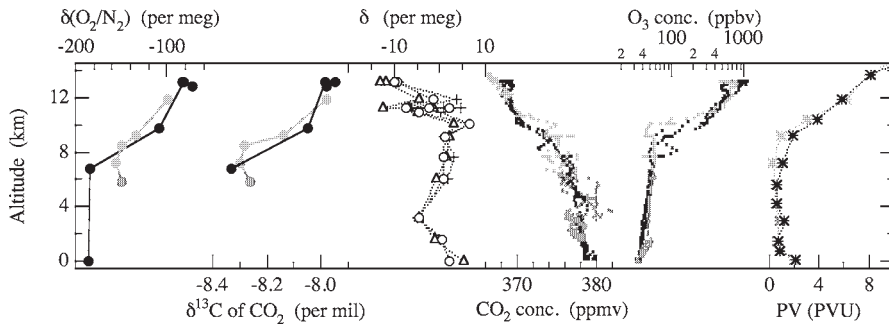 δ(O₂/N₂) (per meg) δ (per meg) O₃ conc. (ppbv)
-200 -100 -10 10 2 4 100 2 4 1000
Altitude (km)
12
8
4
0
-8.4 -8.2 -8.0 370 380 0 4 8
δ¹³C of CO₂ (per mil) CO₂ conc. (ppmv) PV (PVU)